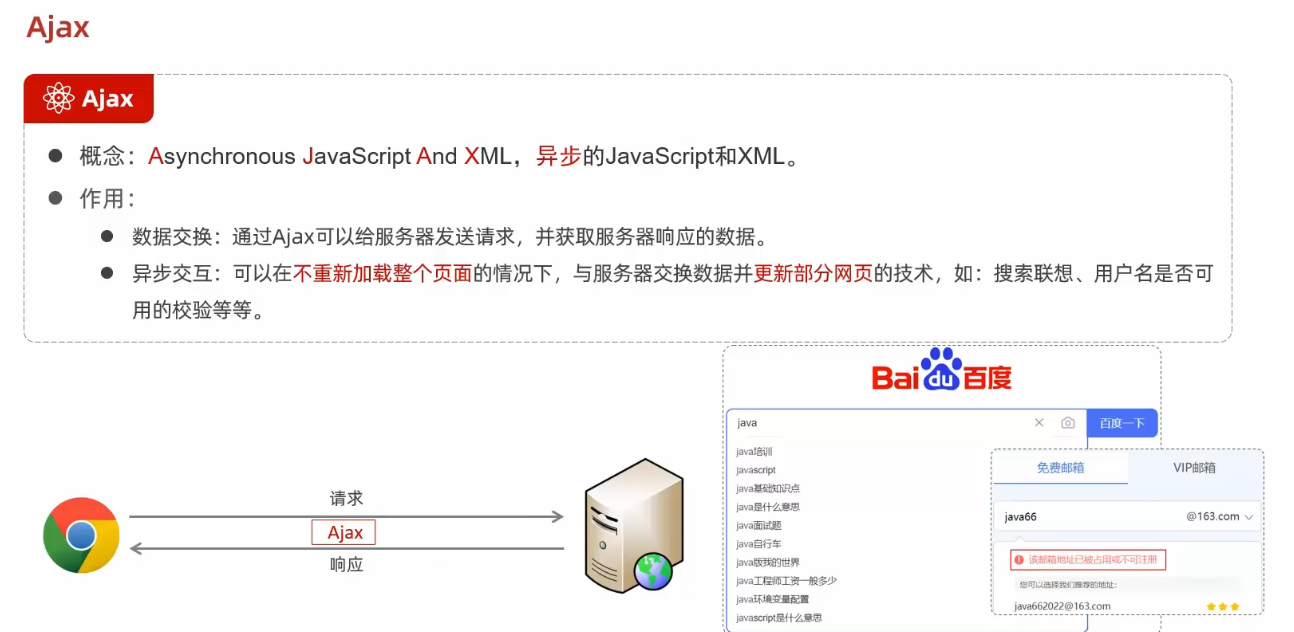 Ajax
Ajax
概念：Asynchronous JavaScript And XML，异步的JavaScript和XML。
作用：
数据交换：通过Ajax可以给服务器发送请求，并获取服务器响应的数据。
异步交互：可以在不重新加载整个页面的情况下，与服务器交换数据并更新部分网页的技术，如：搜索联想、用户名是否可
用的校验等等。
请求
Ajax
响应
Bai du 百度
java
百度一下
java培训
javascript
java基础知识点
java是什么意思
java面试题
java自行车
java版我的世界
java工程师工资一般多少
java环境变量配置
javascript是什么意思
免费邮箱 VIP邮箱
java66 @163.com
该邮箱地址已被占用或不可注册
您可以选择我们推荐的地址：
java662022@163.com